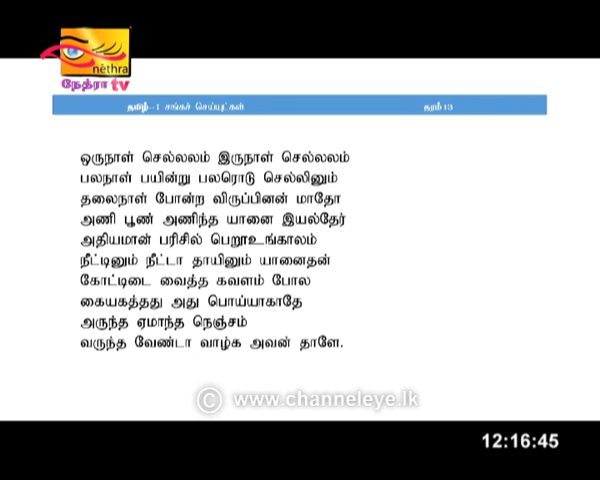 nēthra
நேத்ரா tv
தமிழ்-1 சங்கச் செய்யுட்கள் தரம் 13
ஒருநாள் செல்லலம் இருநாள் செல்லலம்
பலநாள் பயின்று பலரொடு செல்லினும்
தலைநாள் போன்ற விருப்பினன் மாதோ
அணி பூண் அணிந்த யானை இயல்தேர்
அதியமான் பரிசில் பெறூஉங்காலம்
நீட்டினும் நீட்டா தாயினும் யானைதன்
கோட்டிடை வைத்த கவளம் போல
கையகத்தது அது பொய்யாகாதே
அருந்த ஏமாந்த நெஞ்சம்
வருந்த வேண்டா வாழ்க அவன் தாளே.
© www.channeleye.lk
12:16:45